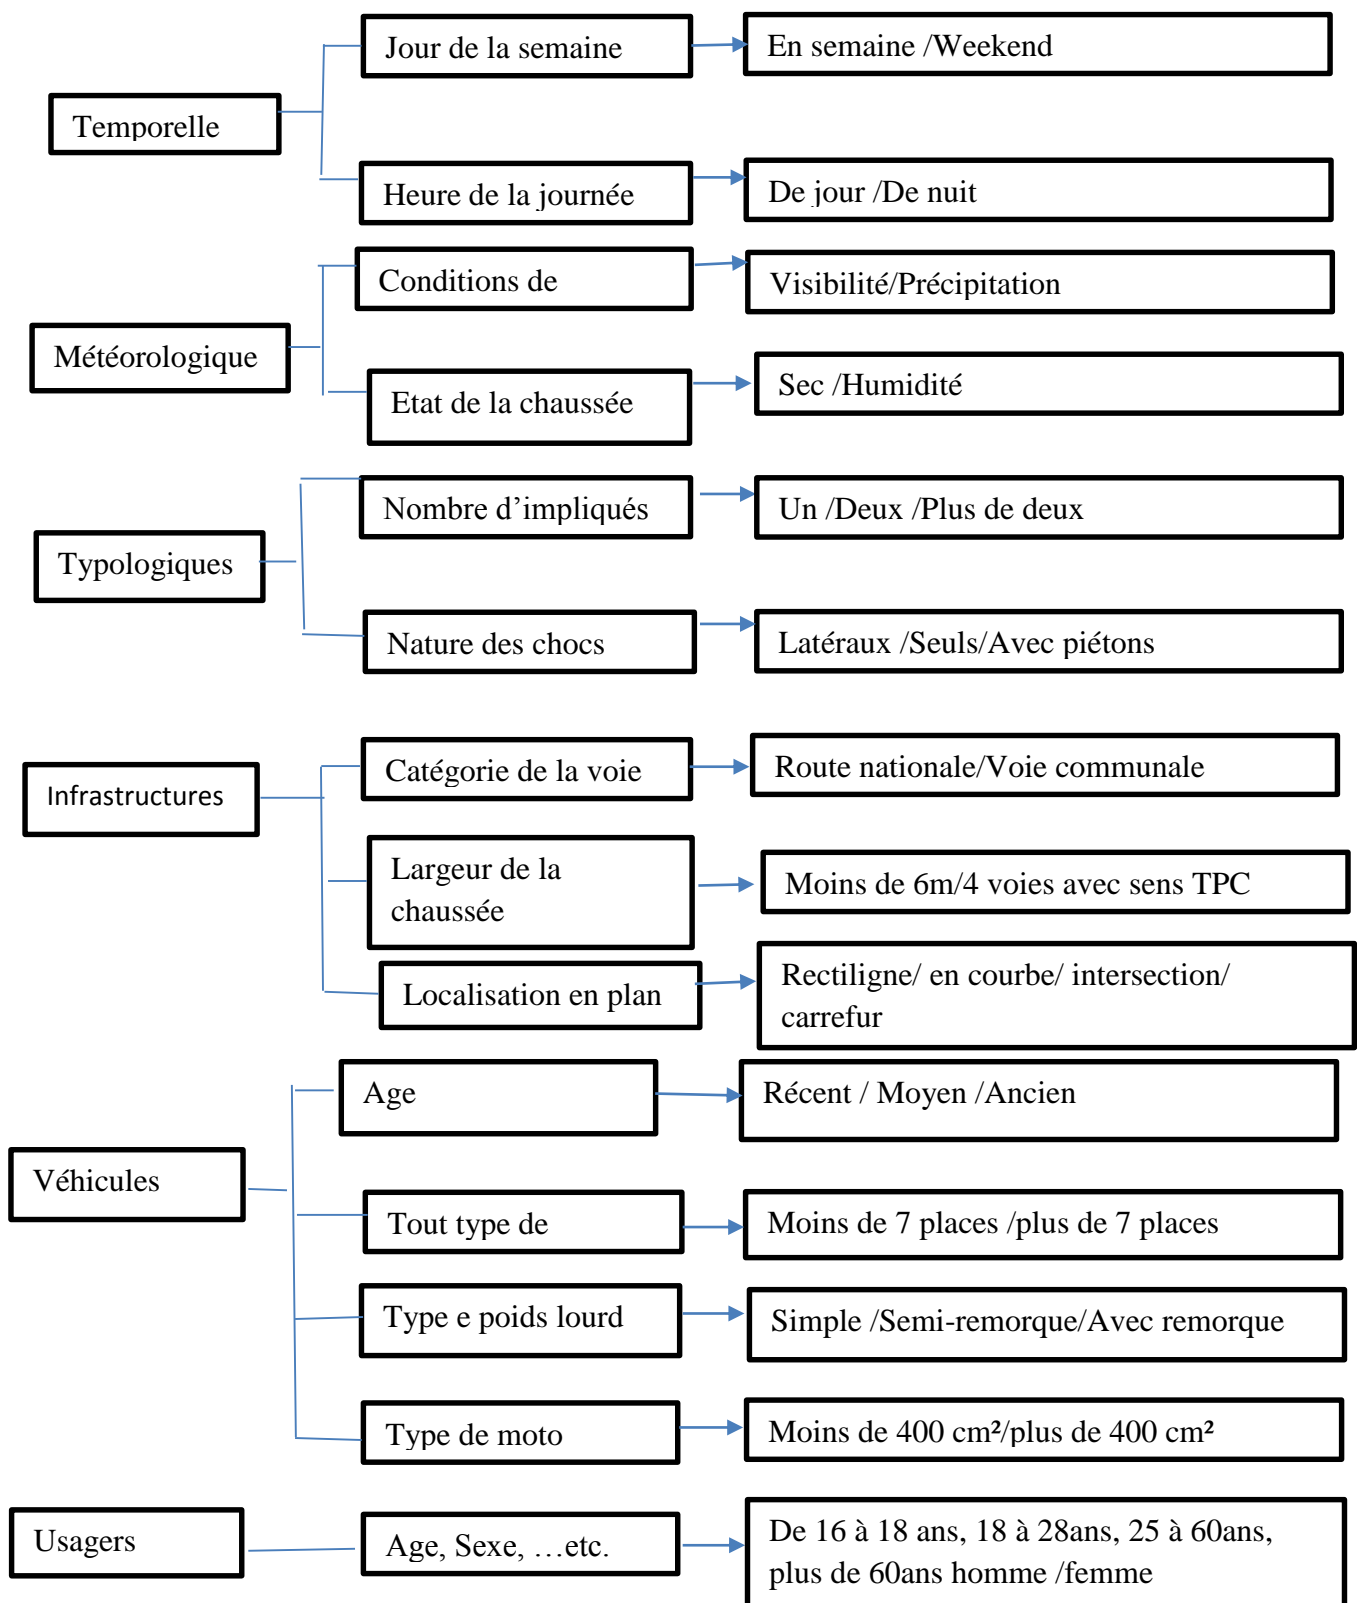 Jour de la semaine
En semaine /Weekend
Temporelle
Heure de la journée
De jour /De nuit
Conditions de
Visibilité/Précipitation
Météorologique
Etat de la chaussée
Sec /Humidité
Nombre d’impliqués
Un /Deux /Plus de deux
Typologiques
Nature des chocs
Latéraux /Seuls/Avec piétons
Catégorie de la voie
Route nationale/Voie communale
Infrastructures
Largeur de la
chaussée
Moins de 6m/4 voies avec sens TPC
Localisation en plan
Rectiligne/ en courbe/ intersection/
carrefur
Age
Récent / Moyen /Ancien
Véhicules
Tout type de
Moins de 7 places /plus de 7 places
Type e poids lourd
Simple /Semi-remorque/Avec remorque
Type de moto
Moins de 400 cm²/plus de 400 cm²
Usagers
Age, Sexe, …etc.
De 16 à 18 ans, 18 à 28ans, 25 à 60ans,
plus de 60ans homme /femme